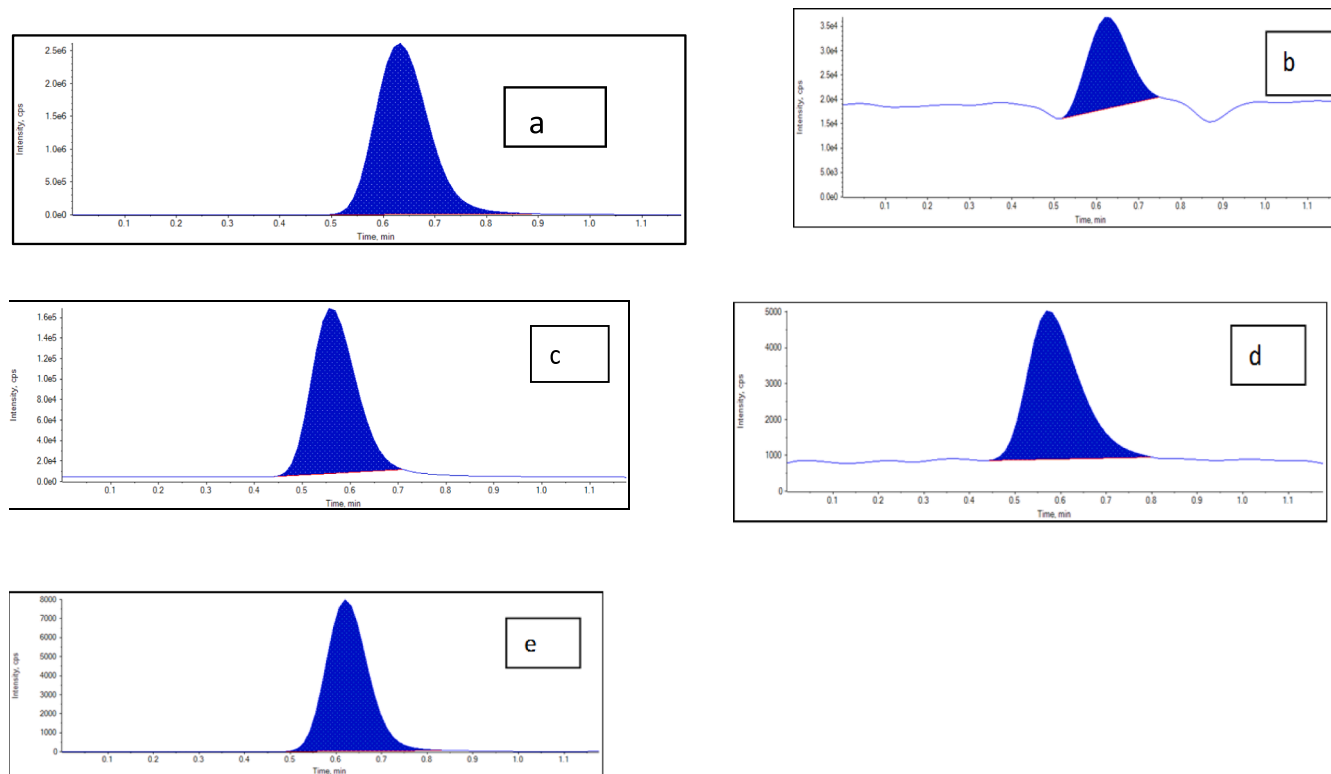 2.5e6
2.0e6
1.5e6
1.0e6
5.0e5
0.0e0
Intensity, cps
0.1 0.2 0.3 0.4 0.5 0.6 0.7 0.8 0.9 1.0 1.1
Time, min
a
3.5e4
3.0e4
2.5e4
2.0e4
1.5e4
1.0e4
5.0e3
0.0e0
Intensity, cps
0.1 0.2 0.3 0.4 0.5 0.6 0.7 0.8 0.9 1.0 1.1
Time, min
b
1.6e5
1.4e5
1.2e5
1.0e5
8.0e4
6.0e4
4.0e4
2.0e4
0.0e0
Intensity, cps
0.1 0.2 0.3 0.4 0.5 0.6 0.7 0.8 0.9 1.0 1.1
Time, min
c
5000
4000
3000
2000
1000
0
Intensity, cps
0.1 0.2 0.3 0.4 0.5 0.6 0.7 0.8 0.9 1.0 1.1
Time, min
d
8000
7000
6000
5000
4000
3000
2000
1000
0
Intensity, cps
0.1 0.2 0.3 0.4 0.5 0.6 0.7 0.8 0.9 1.0 1.1
Time, min
e